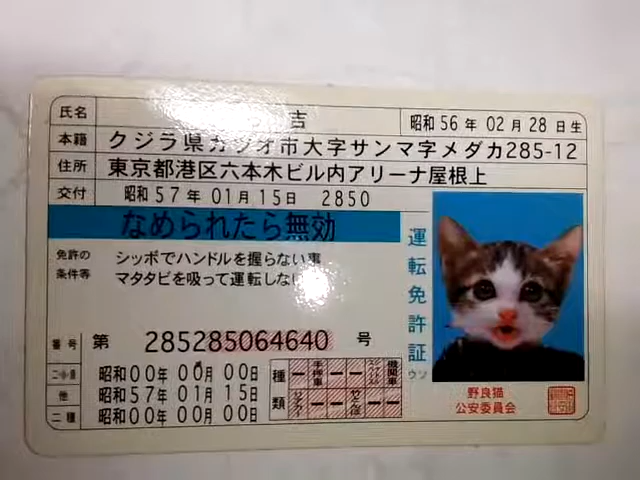 氏名 吉 昭和56年02月28日生
本籍 クジラ県カツオ市大字サンマ字メダカ285-12
住所 東京都港区六本木ビル内アリーナ屋根上
交付 昭和57年01月15日 2850
なめられたら無効
免許の
条件等
シッポでハンドルを握らない事
マタタビを吸って運転しない
番号 第 285285064640 号
昭和00年00月00日
他 昭和57年01月15日
二種 昭和00年00月00日
種類
運転免許証
ウソ
野良猫
公安委員会